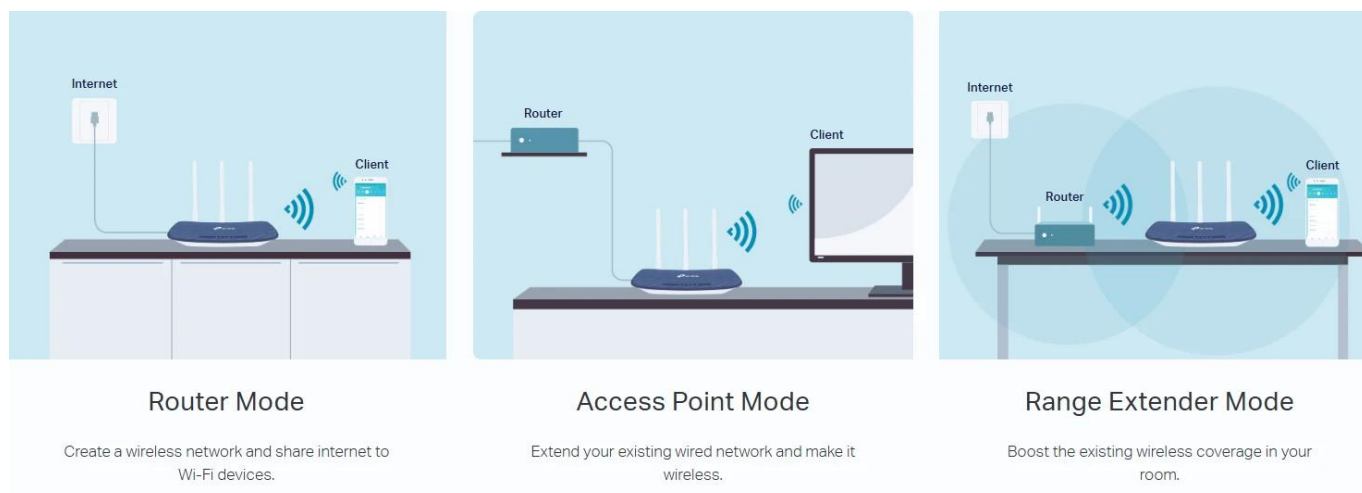 Internet
Client
Router Mode
Create a wireless network and share internet to
Wi-Fi devices.
Router
Client
Access Point Mode
Extend your existing wired network and make it
wireless.
Internet
Router
Client
Range Extender Mode
Boost the existing wireless coverage in your
room.